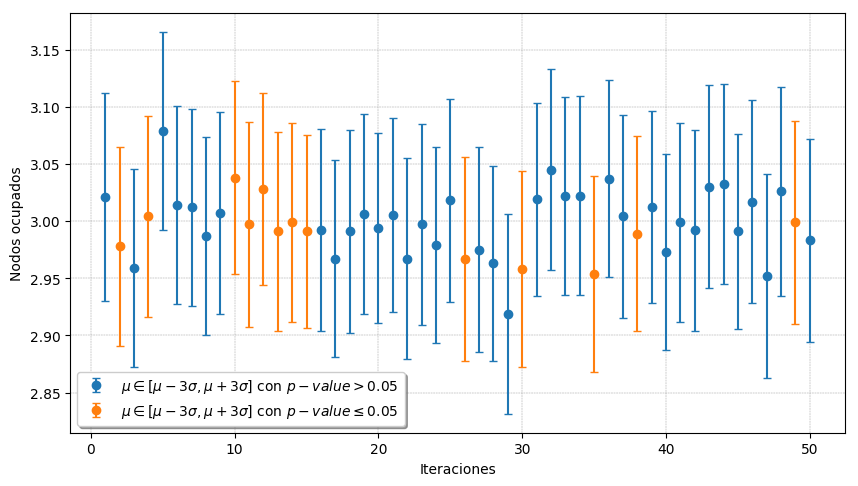 3.15
3.10
3.05
3.00
2.95
2.90
2.85
Nodos ocupados
μ ∈ [μ − 3σ, μ + 3σ] con p − value > 0.05
μ ∈ [μ − 3σ, μ + 3σ] con p − value ≤ 0.05
0 10 20 30 40 50
Iteraciones